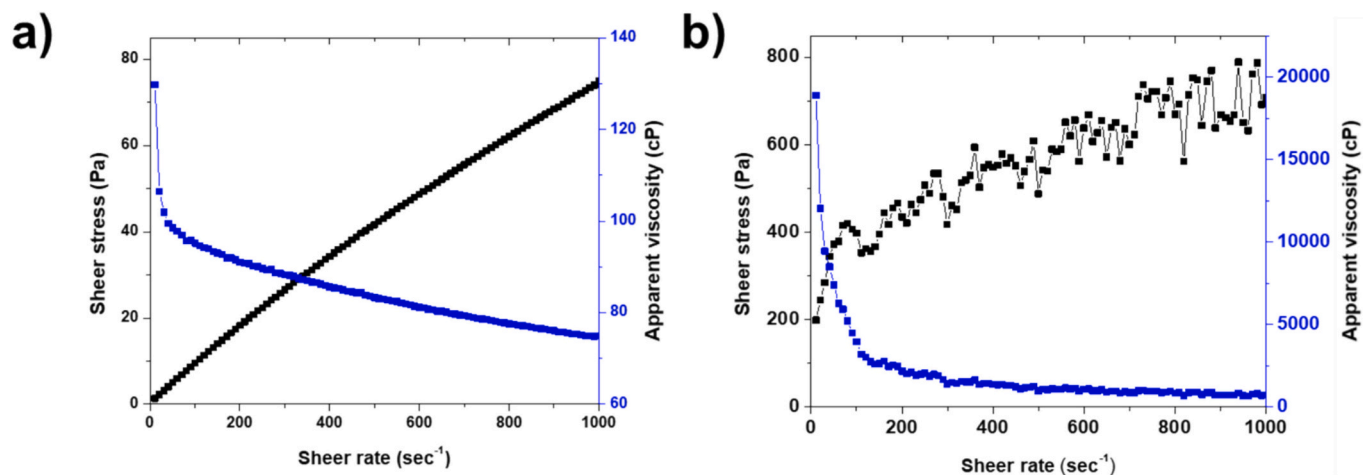 a)
Sheer stress (Pa)
80
60
40
20
0
0 200 400 600 800 1000
Sheer rate (sec⁻¹)
140
120
100
80
60
Apparent viscosity (cP)
b)
Sheer stress (Pa)
800
600
400
200
0
0 200 400 600 800 1000
Sheer rate (sec⁻¹)
20000
15000
10000
5000
0
Apparent viscosity (cP)